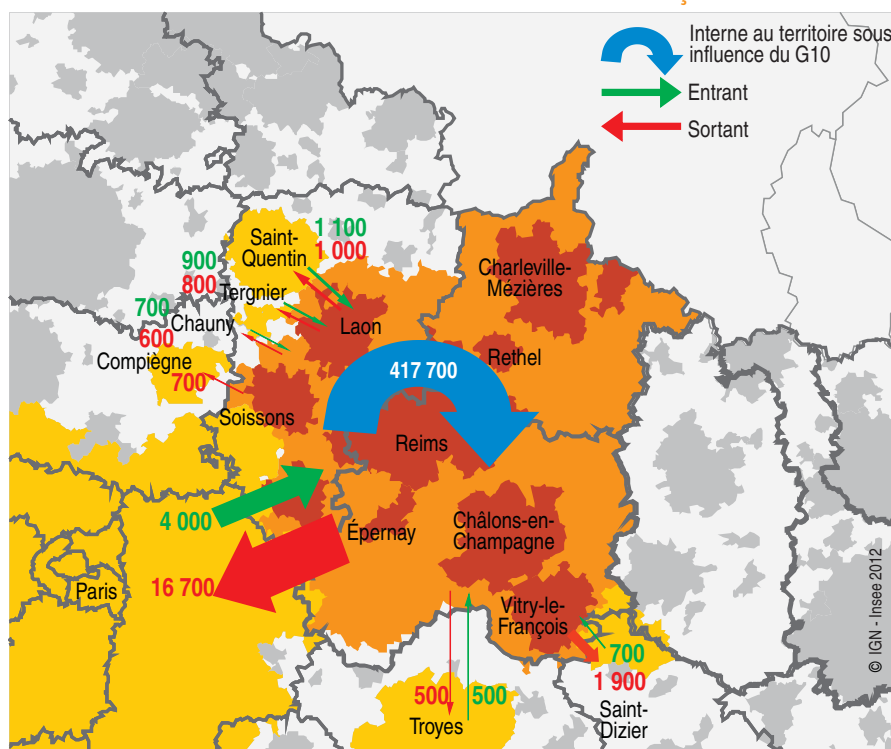 Interne au territoire sous
influence du G10
Entrant
Sortant
Saint-
Quentin
1 100
1 000
900
800
Tergnier
700
Chauny
600
Compiègne
700
Laon
Charleville-
Mézières
Rethel
417 700
Soissons
Reims
4 000
Épernay
Châlons-en-
Champagne
16 700
Paris
Vitry-le-
François
700
1 900
500
500
Troyes
Saint-
Dizier
© IGN - Insee 2012